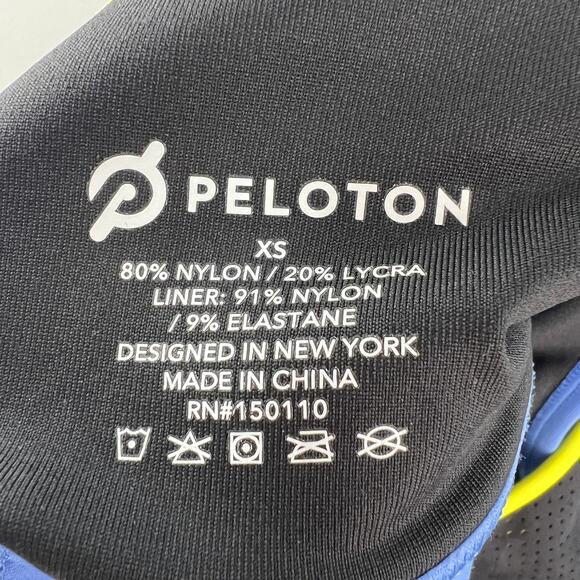 PELOTON
XS
80% NYLON / 20% LYCRA
LINER: 91% NYLON
/ 9% ELASTANE
DESIGNED IN NEW YORK
MADE IN CHINA
RN#150110